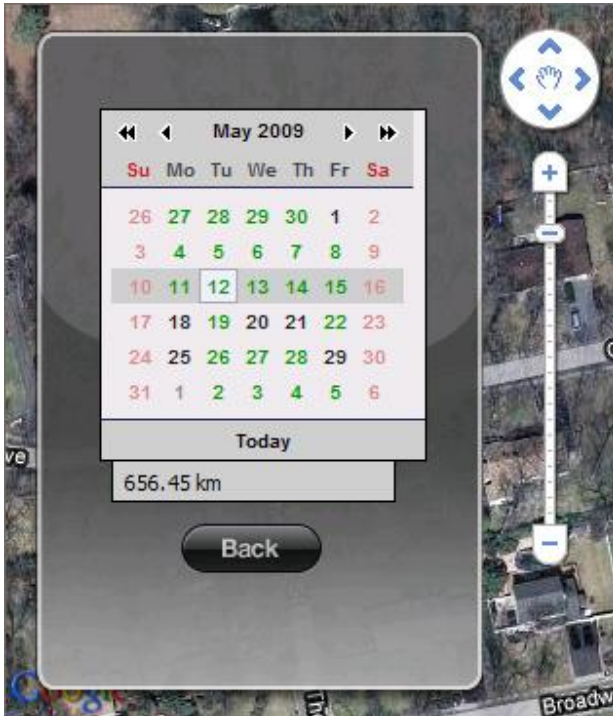 May 2009
Su Mo Tu We Th Fr Sa
26 27 28 29 30 1 2
3 4 5 6 7 8 9
10 11 12 13 14 15 16
17 18 19 20 21 22 23
24 25 26 27 28 29 30
31 1 2 3 4 5 6
Today
656.45 km
Back
ve
Google
Th
Broadw